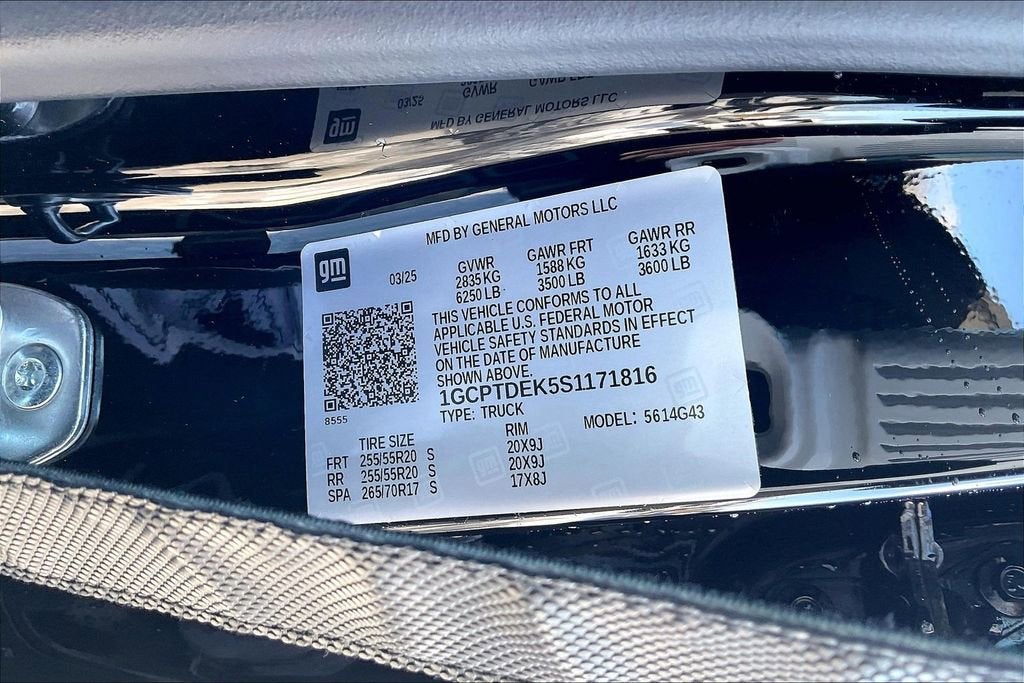 MFD BY GENERAL MOTORS LLC
gm
03/25
GVWR
2835 KG
6250 LB
GAWR FRT
1588 KG
3500 LB
GAWR RR
1633 KG
3600 LB
THIS VEHICLE CONFORMS TO ALL
APPLICABLE U.S. FEDERAL MOTOR
VEHICLE SAFETY STANDARDS IN EFFECT
ON THE DATE OF MANUFACTURE
SHOWN ABOVE.
1GCPTDEK5S1171816
TYPE: TRUCK
MODEL: 5614G43
8555
TIRE SIZE RIM
FRT 255/55R20 S 20X9J
RR 255/55R20 S 20X9J
SPA 265/70R17 S 17X8J